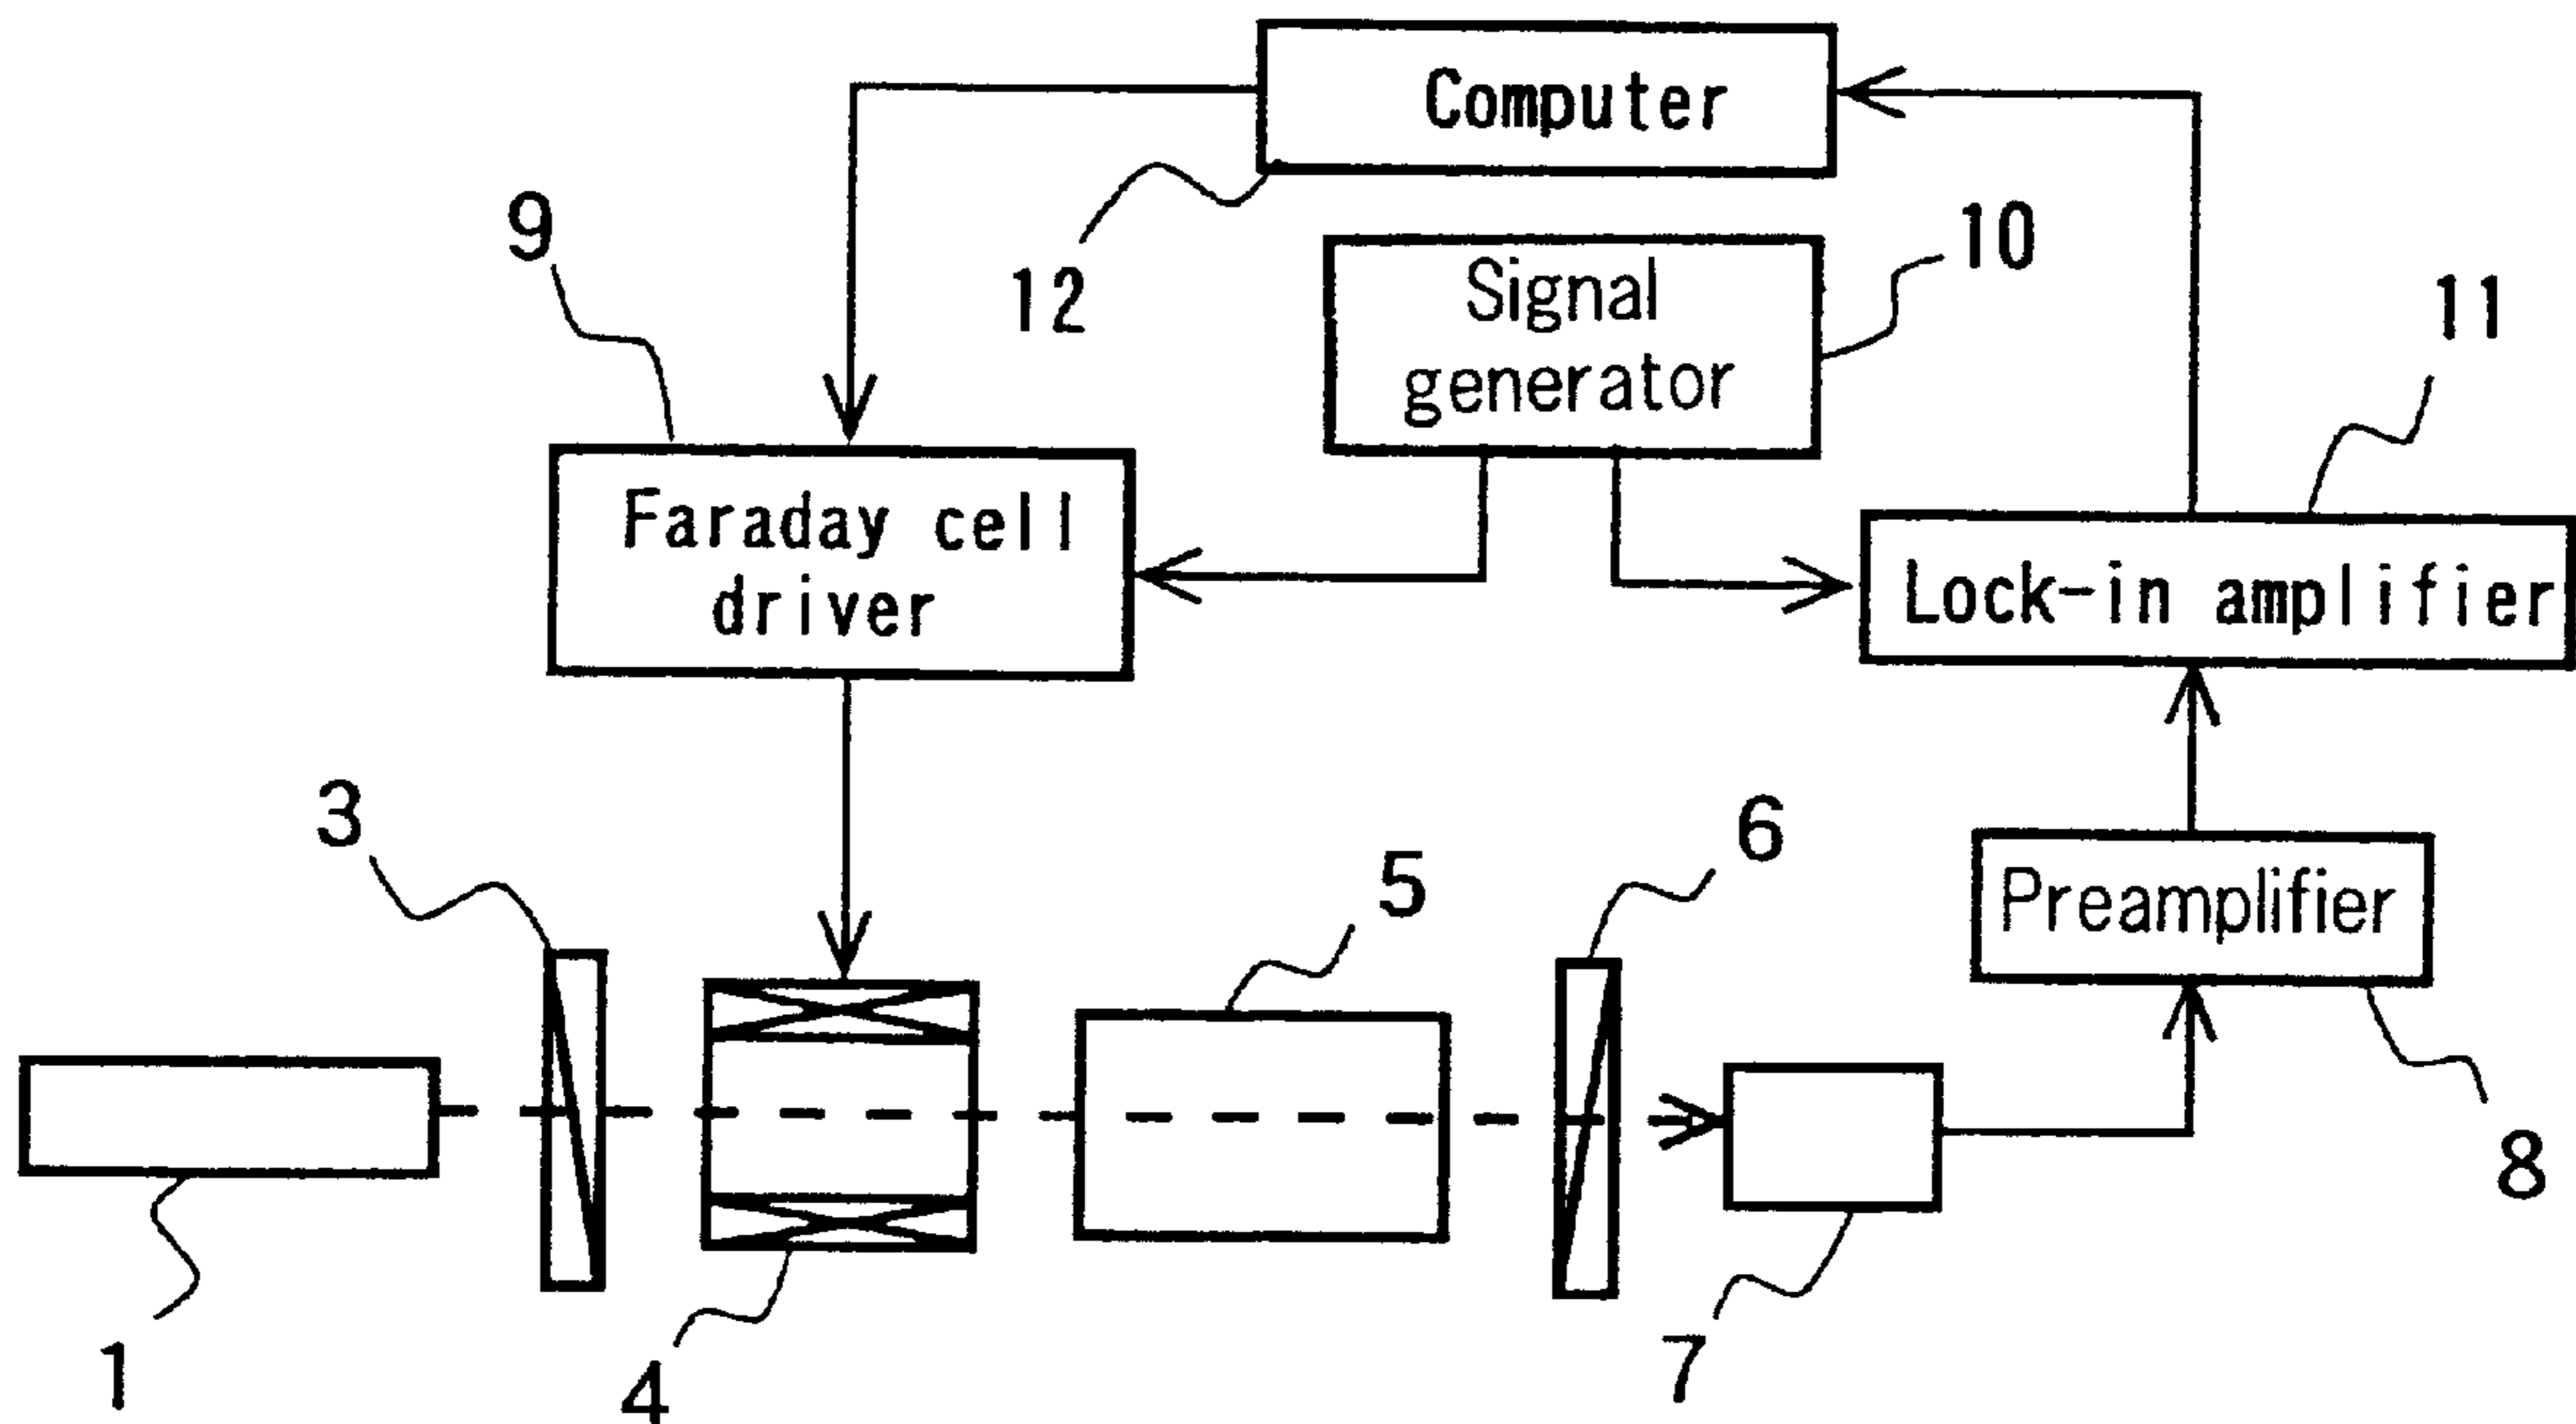 Computer
12
9
Signal
generator
10
11
Faraday cell
driver
Lock-in amplifier
3
6
5
Preamplifier
8
1
4
7